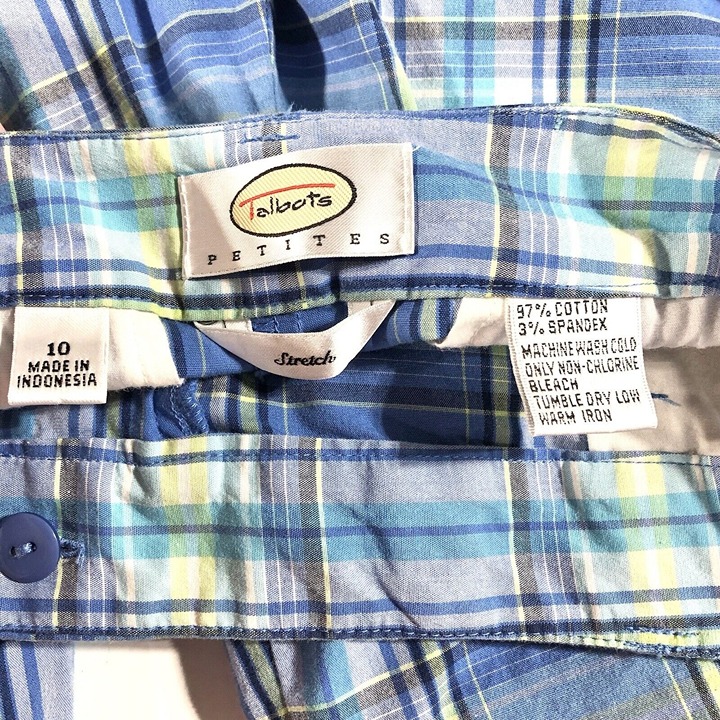 Talbots
PETITES
10
MADE IN
INDONESIA
Stretch
97% COTTON
3% SPANDEX
MACHINE WASH COLD
ONLY NON-CHLORINE
BLEACH
TUMBLE DRY LOW
WARM IRON